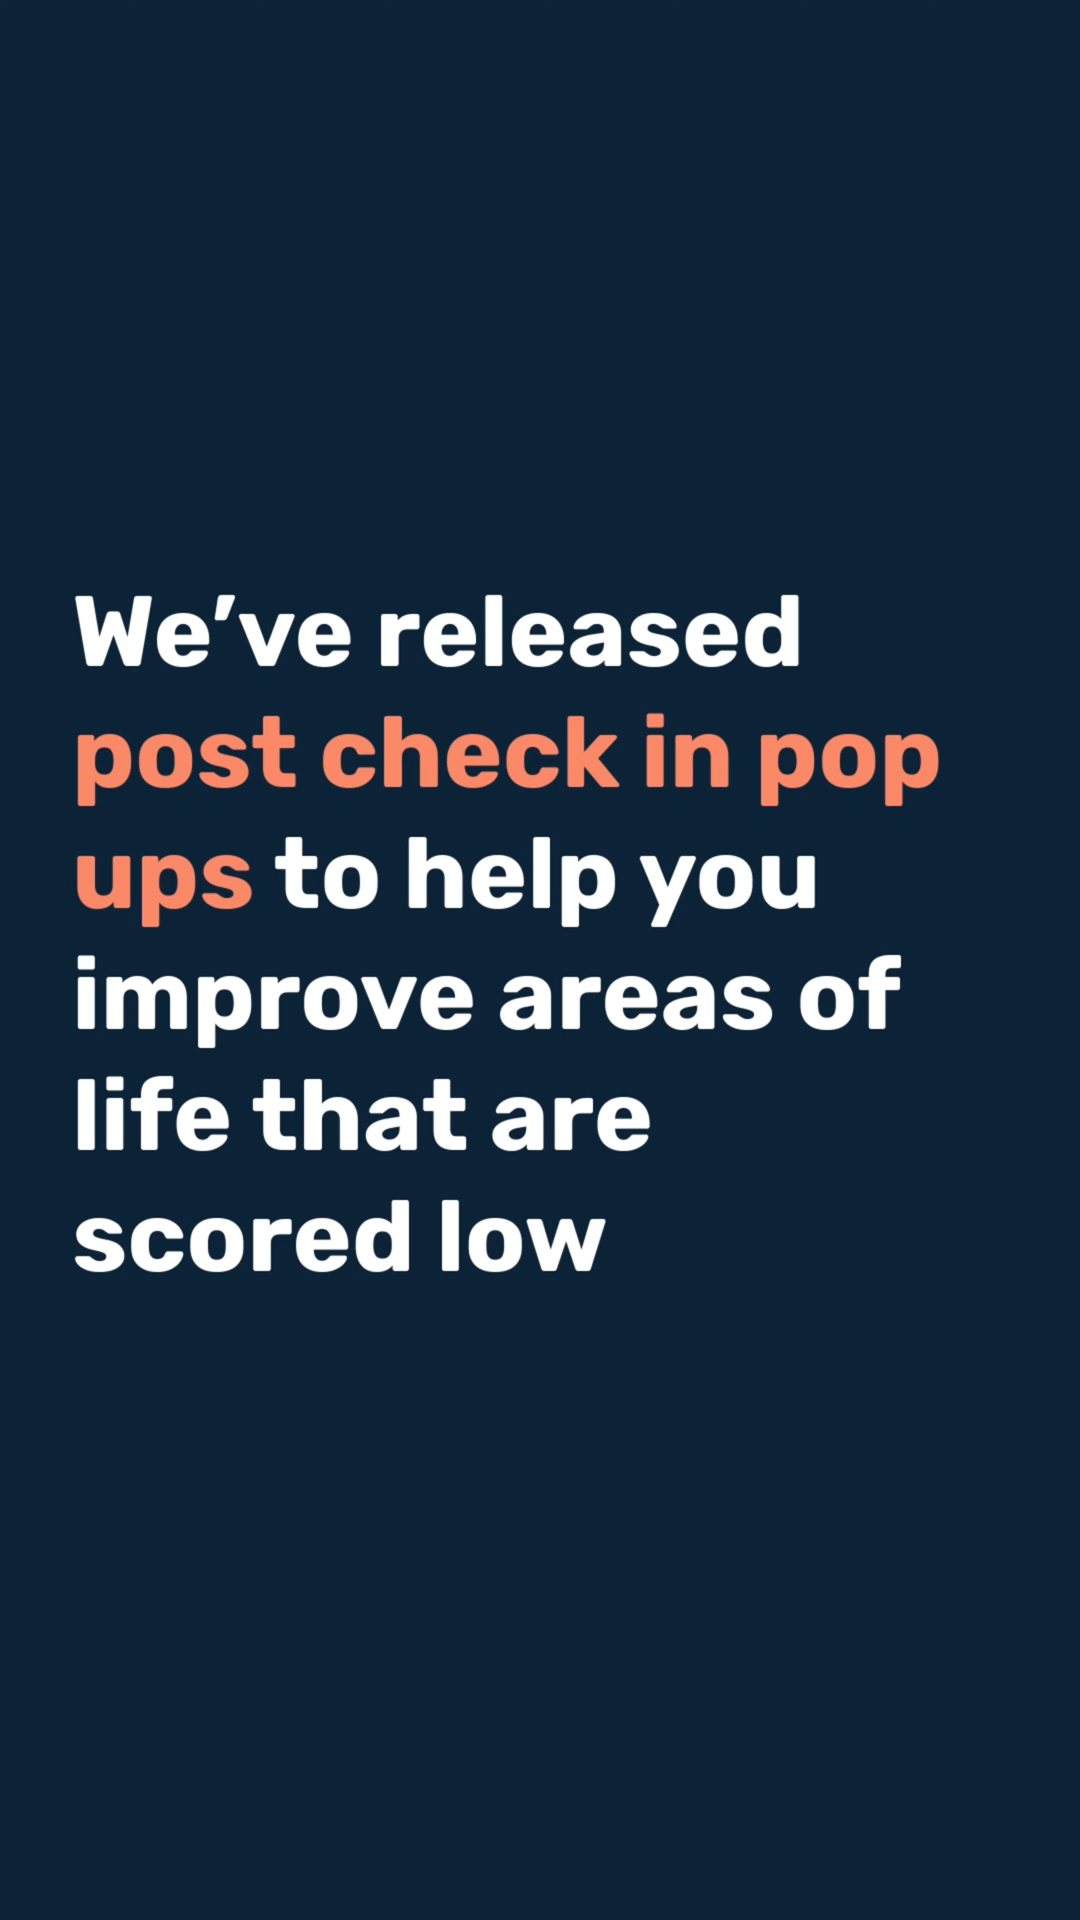 We’ve released
post check in pop
ups to help you
improve areas of
life that are
scored low